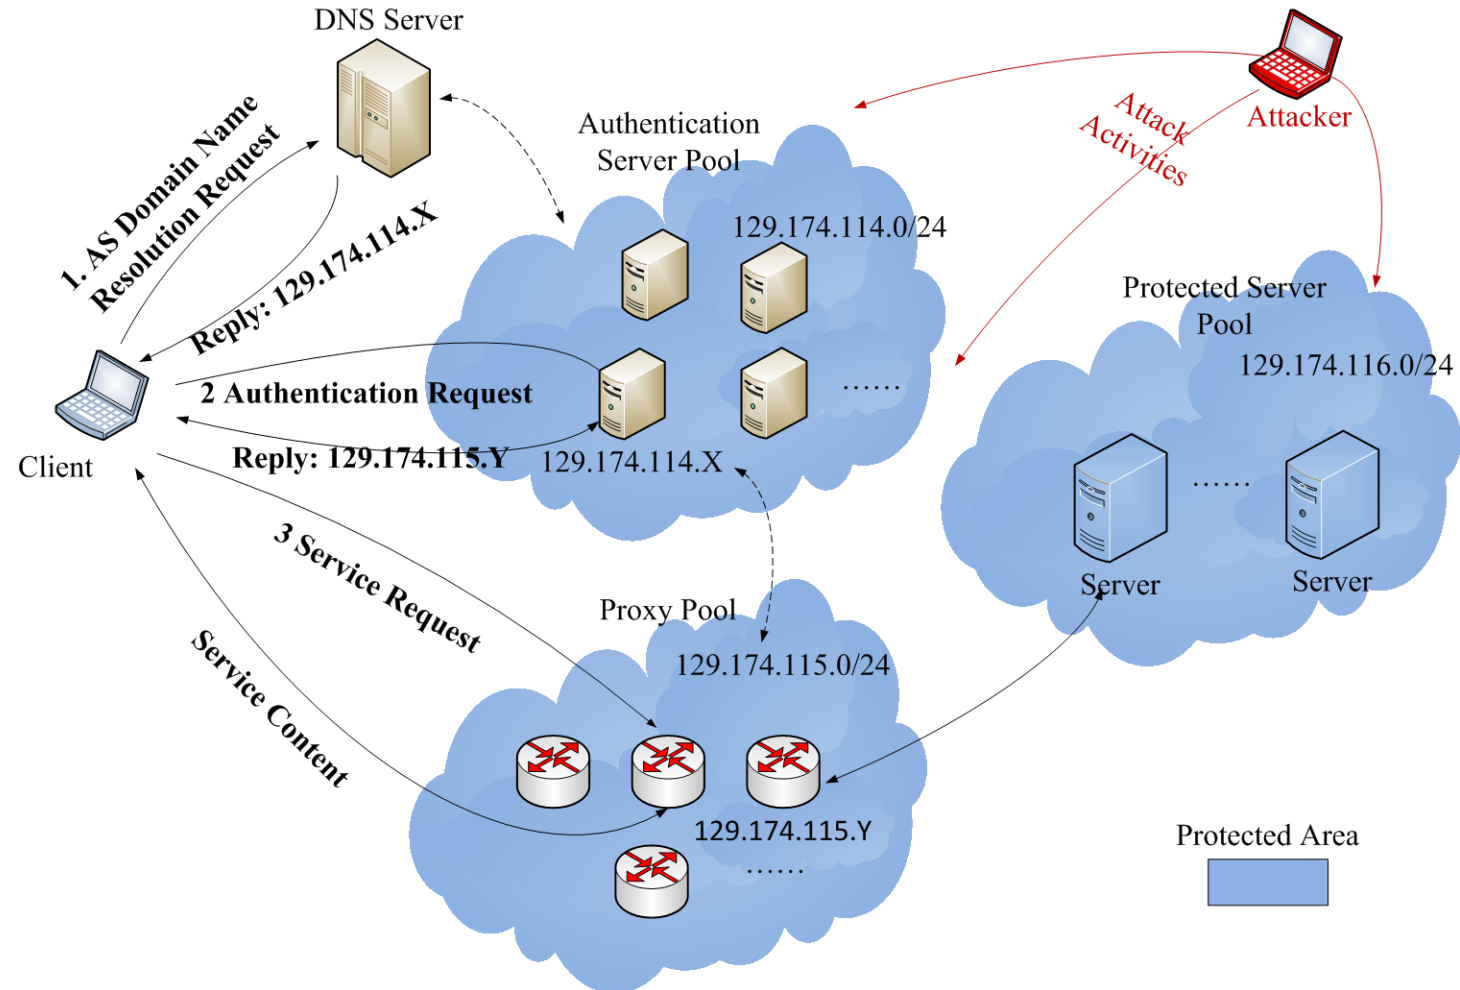 DNS Server
1. AS Domain Name
Resolution Request
Reply: 129.174.114.X
Authentication
Server Pool
129.174.114.0/24
Attack
Activities
Attacker
Protected Server
Pool
129.174.116.0/24
Client
2 Authentication Request
Reply: 129.174.115.Y
129.174.114.X
......
......
Server
Server
3 Service Request
Service Content
Proxy Pool
129.174.115.0/24
129.174.115.Y
......
Protected Area